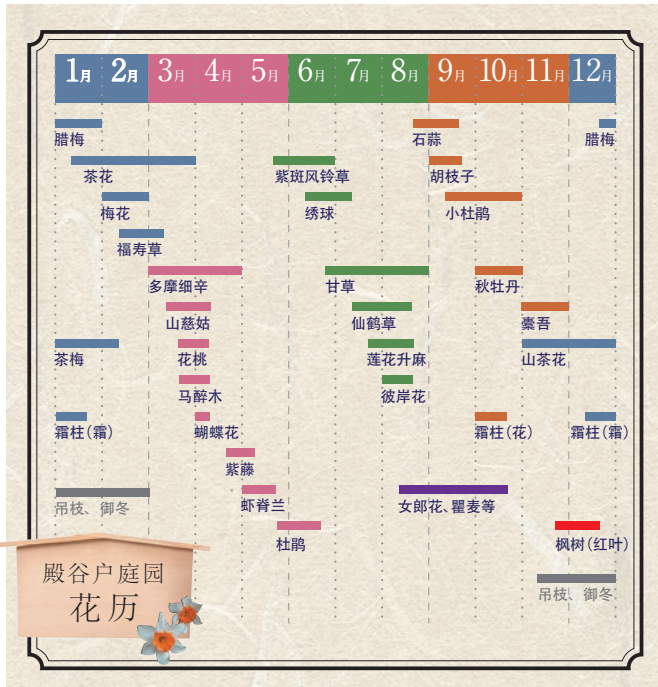 1月 2月 3月 4月 5月 6月 7月 8月 9月 10月 11月 12月
腊梅 石蒜 腊梅
茶花 紫斑风铃草 胡枝子
梅花 绣球 小杜鹃
福寿草
多摩细辛 甘草 秋牡丹
山慈姑 仙鹤草 橐吾
茶梅 花桃 莲花升麻 山茶花
马醉木 彼岸花
霜柱(霜) 蝴蝶花 霜柱(花) 霜柱(霜)
紫藤
吊枝、御冬 虾脊兰 女郎花、瞿麦等
杜鹃 枫树(红叶)
吊枝、御冬
殿谷户庭园
花历